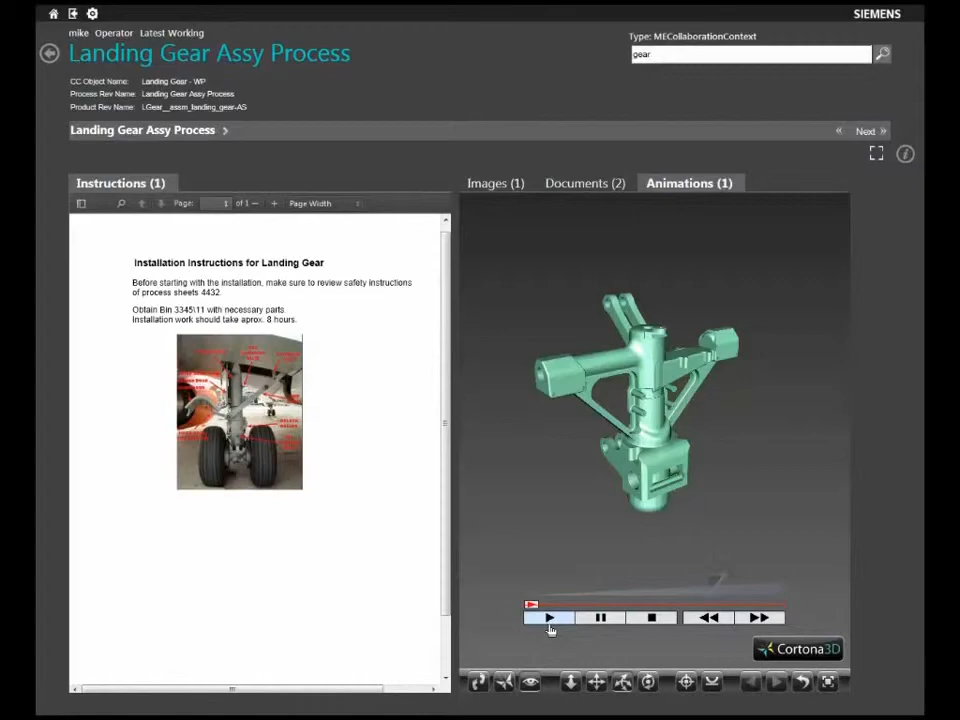 SIEMENS
mike Operator Latest Working
Landing Gear Assy Process
Type: MECollaborationContext
gear
CC Object Name: Landing Gear - WP
Process Rev Name: Landing Gear Assy Process
Product Rev Name: LGear__assm_landing_gear-AS
Landing Gear Assy Process >
« Next »
Instructions (1)
Images (1) Documents (2) Animations (1)
Page: 1 of 1 − + Page Width
Installation Instructions for Landing Gear
Before starting with the installation, make sure to review safety instructions
of process sheets 4432.
Obtain Bin 3345\11 with necessary parts.
Installation work should take aprox. 8 hours.
Cortona3D